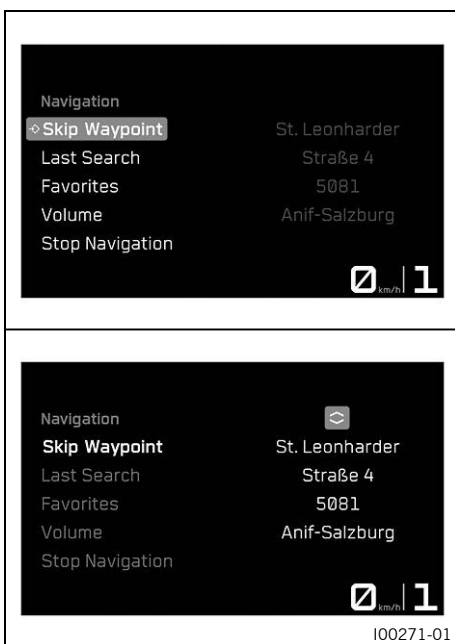 Navigation
Skip Waypoint St. Leonharder
Last Search Straße 4
Favorites 5081
Volume Anif-Salzburg
Stop Navigation
0 km/h 1
Navigation
Skip Waypoint St. Leonharder
Last Search Straße 4
Favorites 5081
Volume Anif-Salzburg
Stop Navigation
0 km/h 1
I00271-01